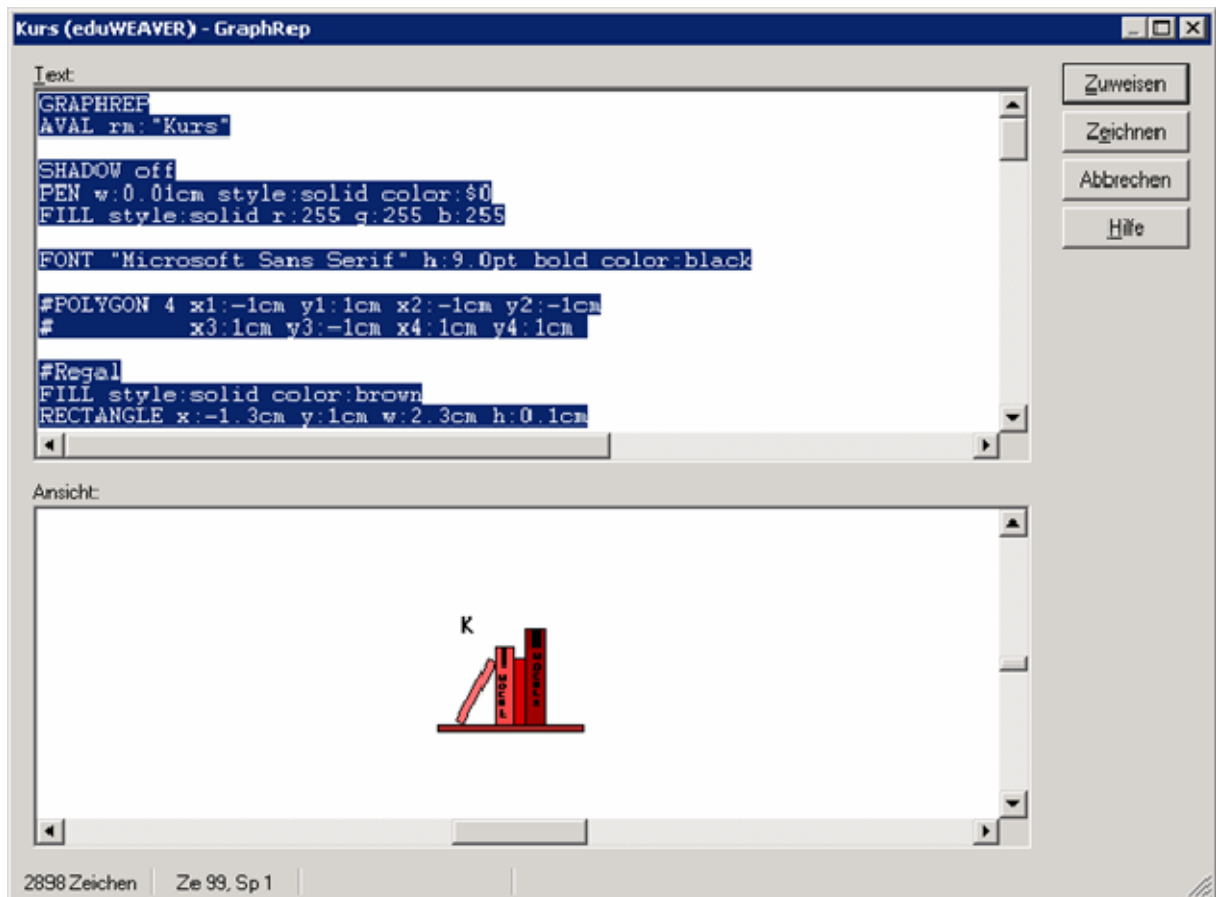 Kurs (eduWEAVER) - GraphRep
Text:
Zuweisen
Zeichnen
Abbrechen
Hilfe
GRAPHREP
AVAL rm:"Kurs"
SHADOW off
PEN w:0.01cm style:solid color:$0
FILL style:solid r:255 g:255 b:255
FONT "Microsoft Sans Serif" h:9.0pt bold color:black
#POLYGON 4 x1:-1cm y1:1cm x2:-1cm y2:-1cm
#          x3:1cm y3:-1cm x4:1cm y4:1cm
#Regal
FILL style:solid color:brown
RECTANGLE x:-1.3cm y:1cm w:2.3cm h:0.1cm
Ansicht:
K
2898 Zeichen
Ze 99, Sp 1